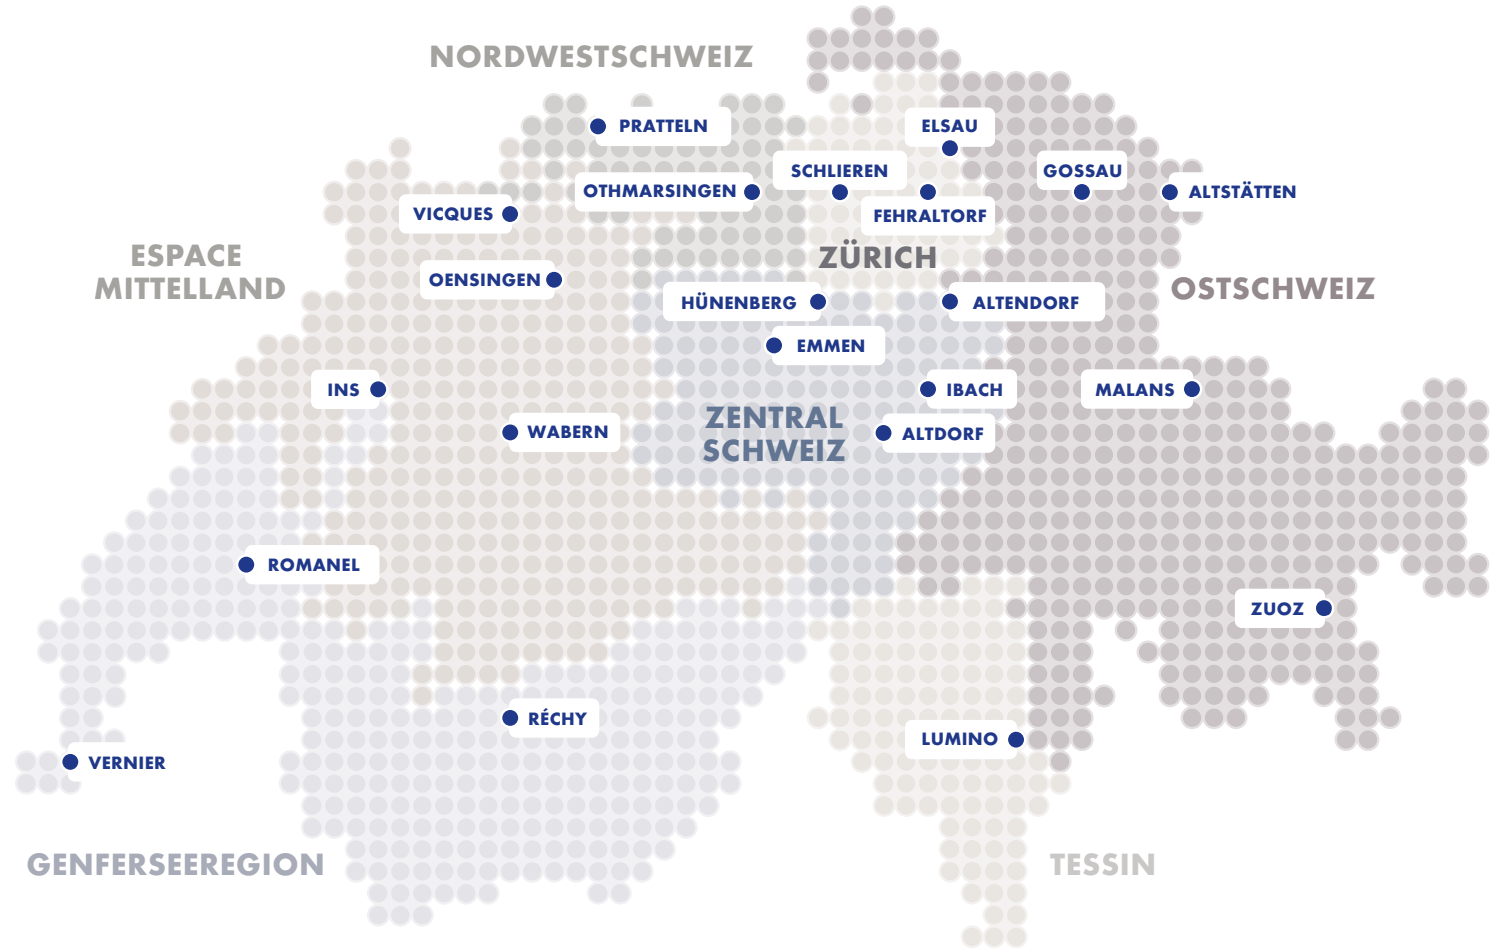 NORDWESTSCHWEIZ
PRATTELN
ELSAU
SCHLIEREN
GOSSAU
OTHMARSINGEN
ALTSTÄTTEN
VICQUES
FEHRALTORF
ESPACE
MITTELLAND
ZÜRICH
OENSINGEN
OSTSCHWEIZ
HÜNENBERG
ALTENDORF
EMMEN
INS
IBACH
MALANS
ZENTRAL
SCHWEIZ
WABERN
ALTDORF
ROMANEL
ZUOZ
RÉCHY
LUMINO
VERNIER
GENFERSEEREGION
TESSIN